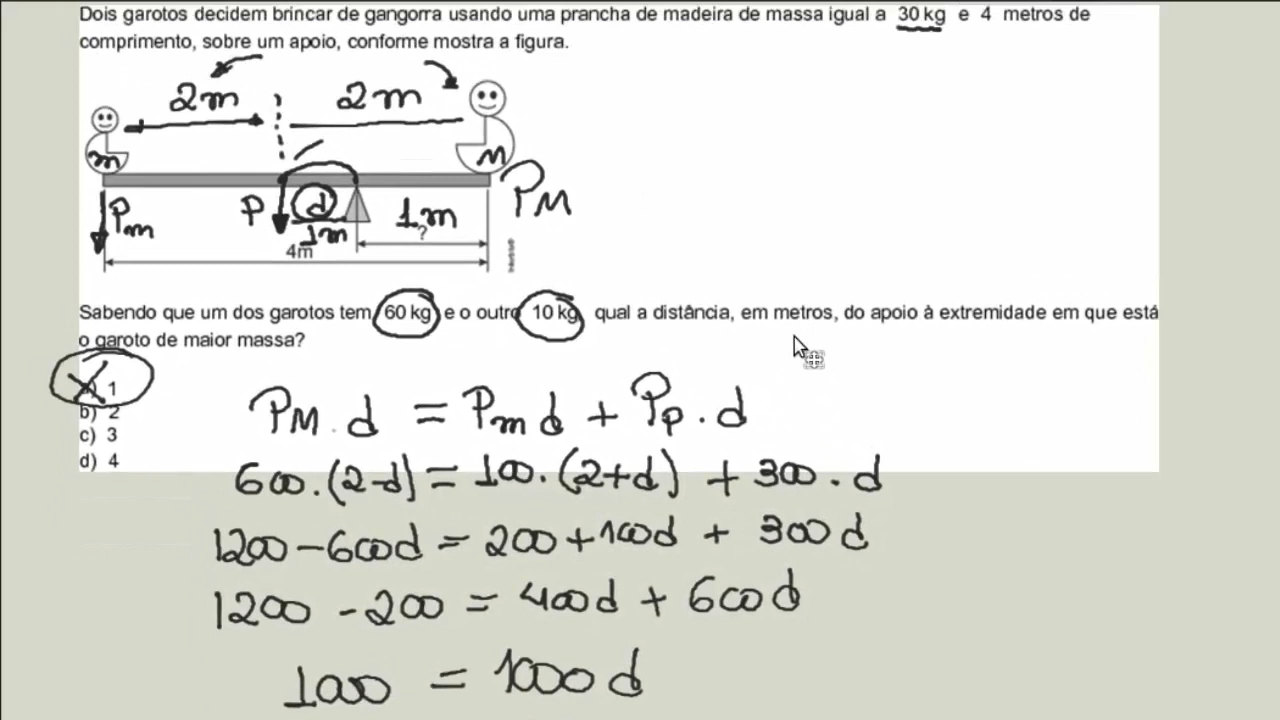 Dois garotos decidem brincar de gangorra usando uma prancha de madeira de massa igual a 30 kg e 4 metros de
comprimento, sobre um apoio, conforme mostra a figura.
2m 2m
m M
Pm P d 1m PM
1m ?
4m
Sabendo que um dos garotos tem 60 kg e o outro 10 kg, qual a distância, em metros, do apoio à extremidade em que está
o garoto de maior massa?
a) 1
b) 2
c) 3
d) 4
PM . d = Pm d + Pp . d
600.(2-d) = 100.(2+d) + 300 . d
1200 - 600d = 200 + 100d + 300d
1200 - 200 = 400d + 600d
1000 = 1000d